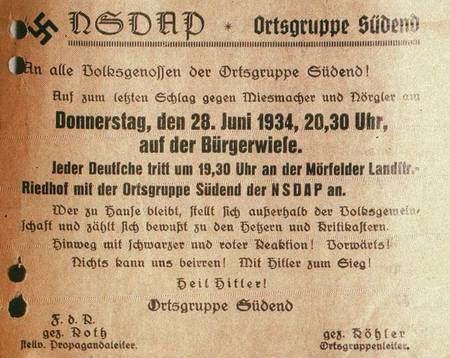 NSDAP * Ortsgruppe Südend
An alle Volksgenossen der Ortsgruppe Südend!
Auf zum letzten Schlag gegen Miesmacher und Nörgler am
Donnerstag, den 28. Juni 1934, 20,30 Uhr,
auf der Bürgerwiese.
Jeder Deutsche tritt um 19,30 Uhr an der Mörfelder Landstr.-
Riedhof mit der Ortsgruppe Südend der NSDAP an.
Wer zu Hause bleibt, stellt sich außerhalb der Volksgemein-
schaft und zählt sich bewußt zu den Hetzern und Kritikastern.
Hinweg mit schwarzer und roter Reaktion! Vorwärts!
Nichts kann uns beirren! Mit Hitler zum Sieg!
Heil Hitler!
Ortsgruppe Südend
F. d. R.
gez. Roth
stellv. Propagandaleiter.
gez. Köhler
Ortsgruppenleiter.